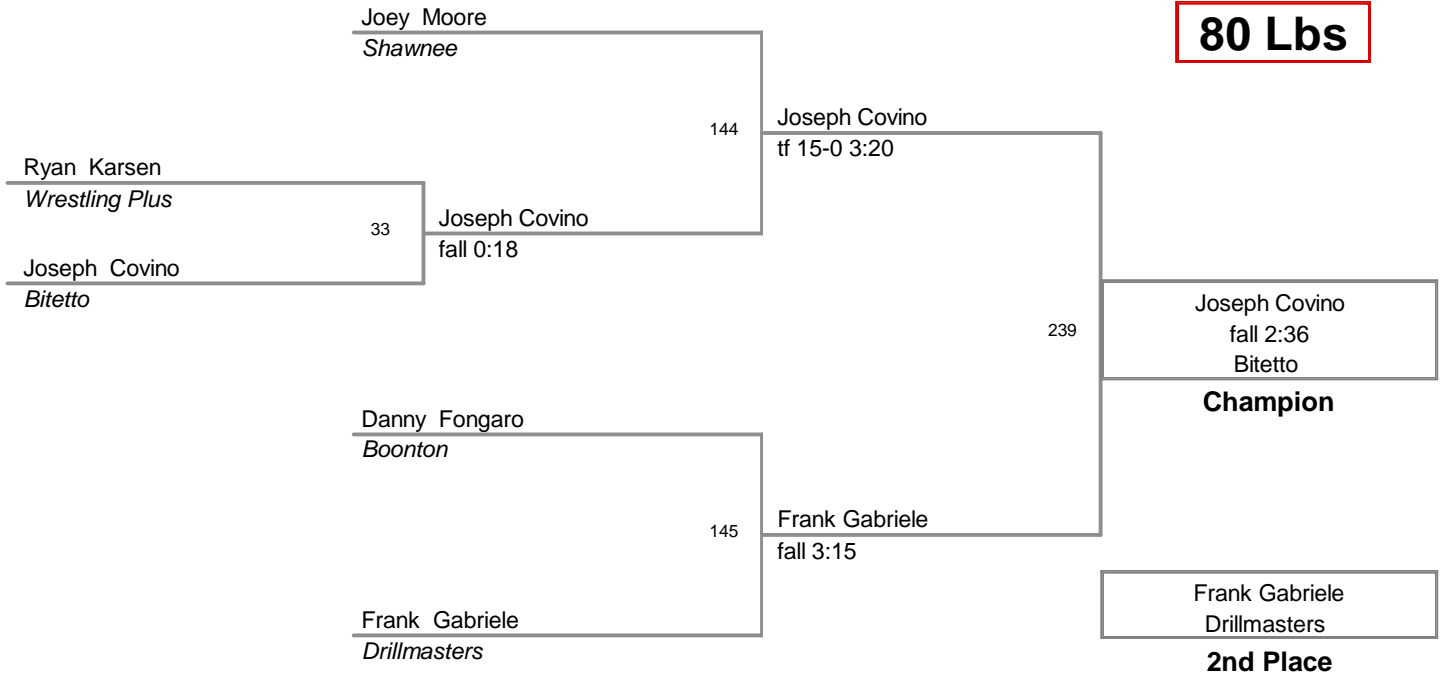 Joey Moore
Shawnee
80 Lbs
144
Joseph Covino
tf 15-0 3:20
Ryan Karsen
Wrestling Plus
33
Joseph Covino
fall 0:18
Joseph Covino
Bitetto
239
Joseph Covino
fall 2:36
Bitetto
Champion
Danny Fongaro
Boonton
145
Frank Gabriele
fall 3:15
Frank Gabriele
Drillmasters
Frank Gabriele
Drillmasters
2nd Place